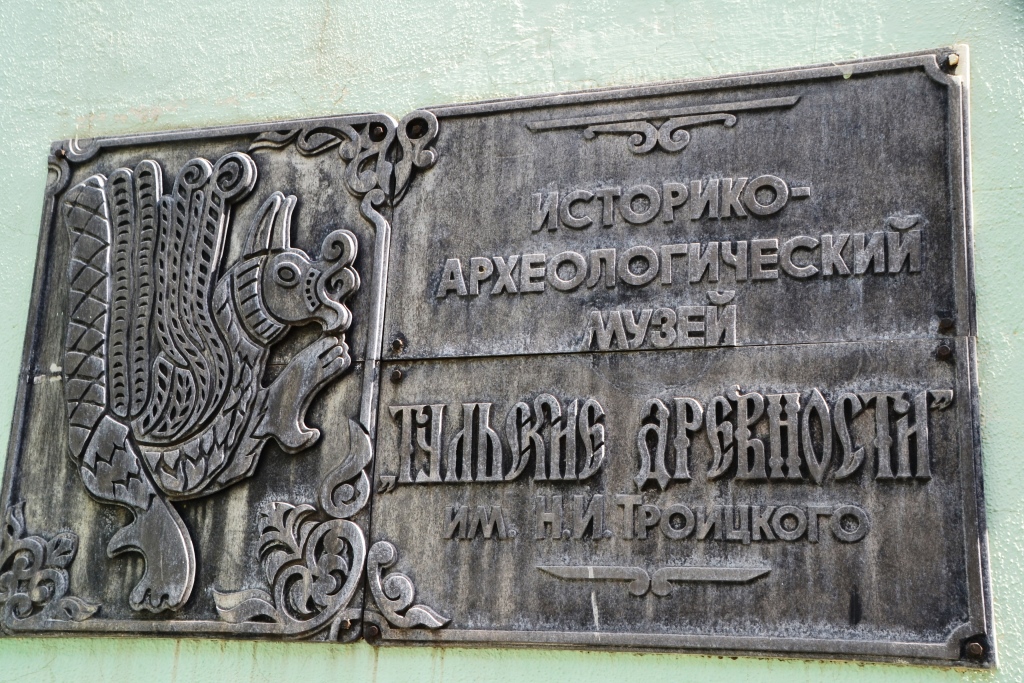 ИСТОРИКО-
АРХЕОЛОГИЧЕСКИЙ
МУЗЕЙ
„ТУЛЬСКИЕ ДРЕВНОСТИ”
ИМ. Н.И. ТРОИЦКОГО